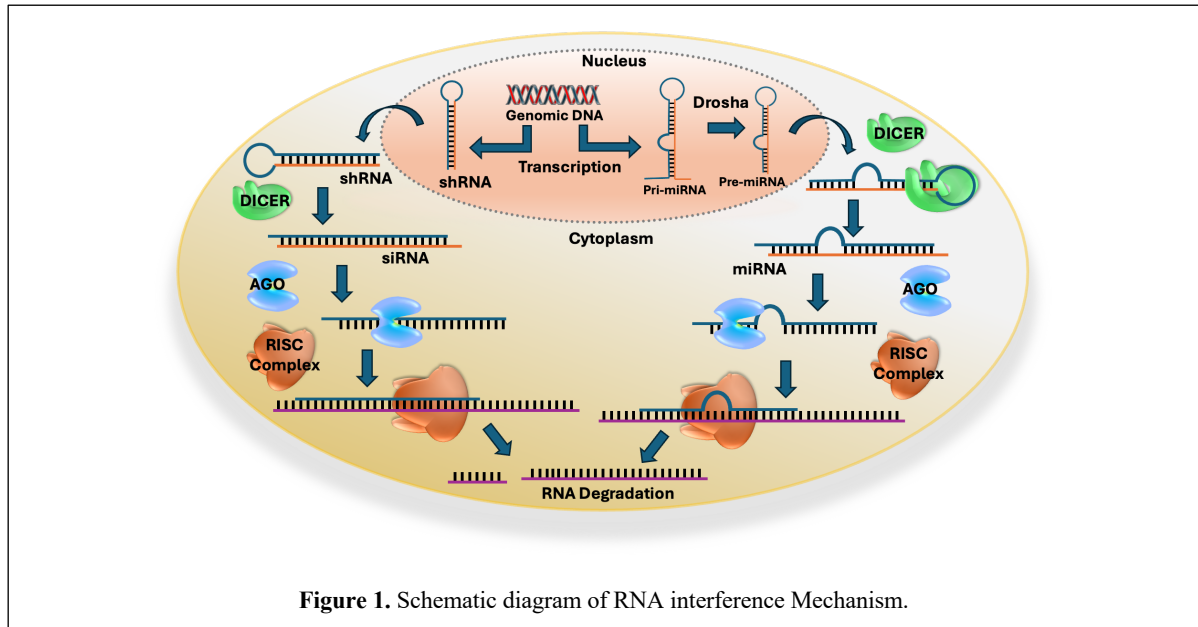 Nucleus
Genomic DNA
Transcription
shRNA
Drosha
Pri-miRNA
Pre-miRNA
shRNA
DICER
DICER
Cytoplasm
siRNA
miRNA
AGO
AGO
RISC
Complex
RISC
Complex
RNA Degradation
Figure 1. Schematic diagram of RNA interference Mechanism.